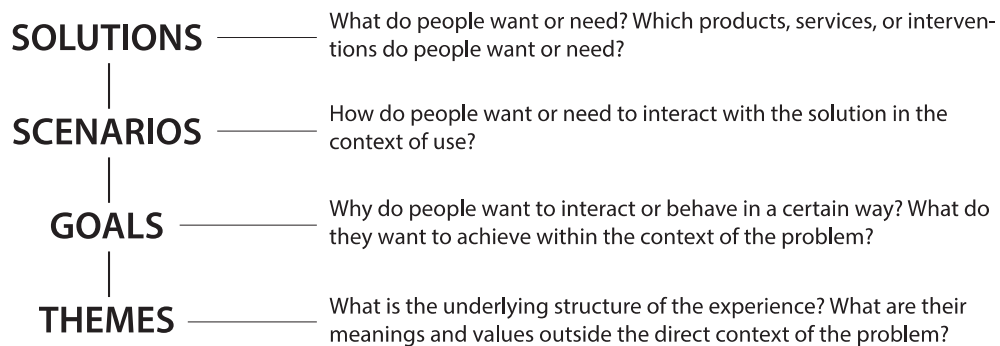 SOLUTIONS
What do people want or need? Which products, services, or interven-
tions do people want or need?
SCENARIOS
How do people want or need to interact with the solution in the
context of use?
GOALS
Why do people want to interact or behave in a certain way? What do
they want to achieve within the context of the problem?
THEMES
What is the underlying structure of the experience? What are their
meanings and values outside the direct context of the problem?